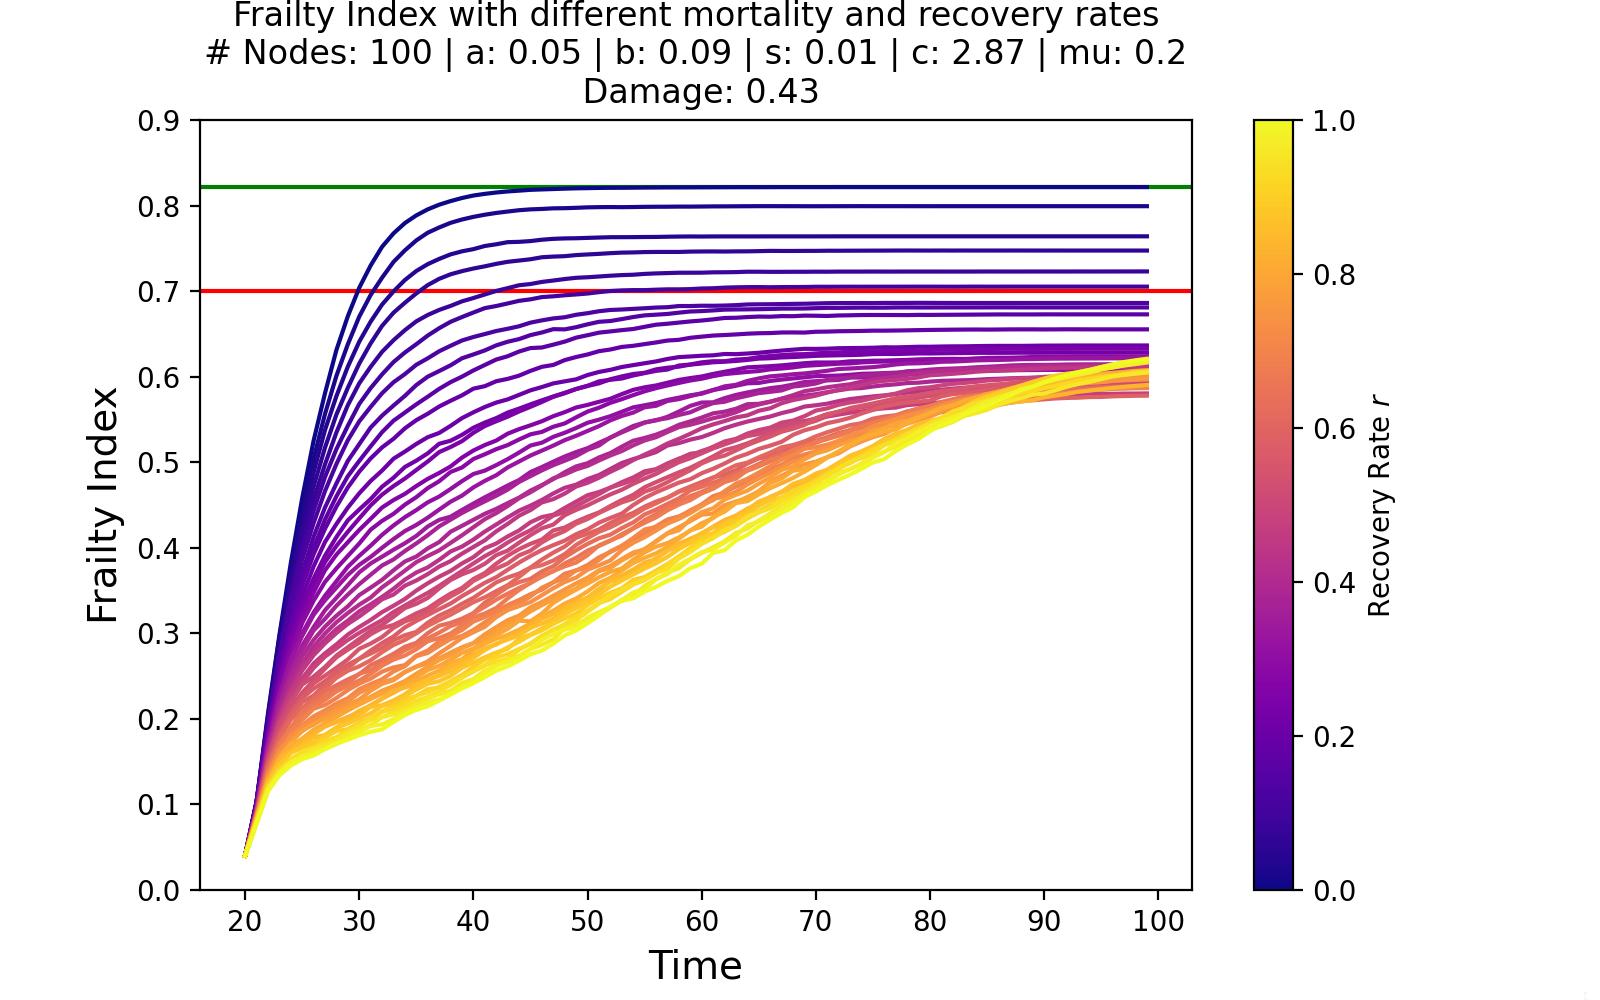 Frailty Index with different mortality and recovery rates
# Nodes: 100 | a: 0.05 | b: 0.09 | s: 0.01 | c: 2.87 | mu: 0.2
Damage: 0.43
0.9
0.8
0.7
0.6
0.5
0.4
0.3
0.2
0.1
0.0
Frailty Index
20 30 40 50 60 70 80 90 100
Time
1.0
0.8
0.6
0.4
0.2
0.0
Recovery Rate r